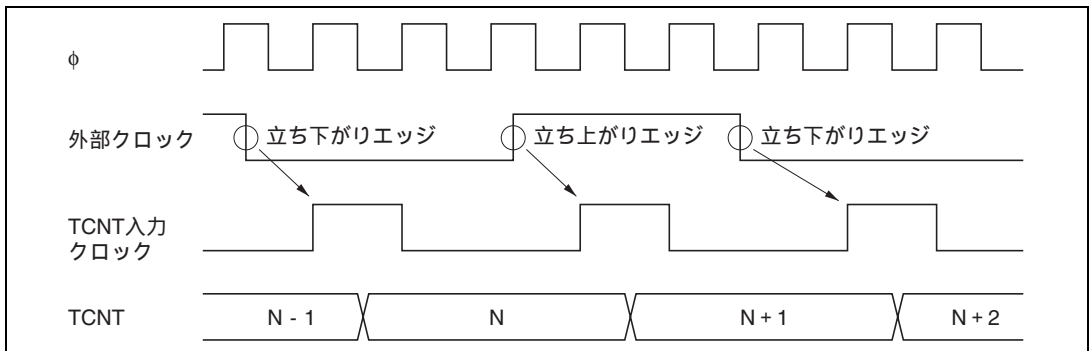 φ
外部クロック 立ち下がりエッジ 立ち上がりエッジ 立ち下がりエッジ
TCNT入力
クロック
TCNT N - 1 N N + 1 N + 2